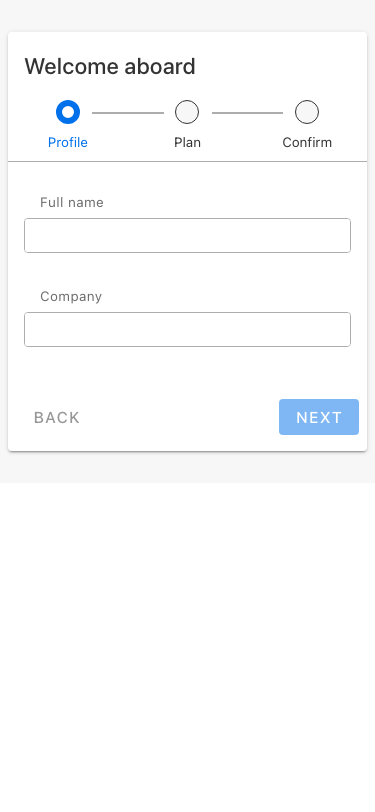 Welcome aboard
Profile
Plan
Confirm
Full name
Company
BACK
NEXT